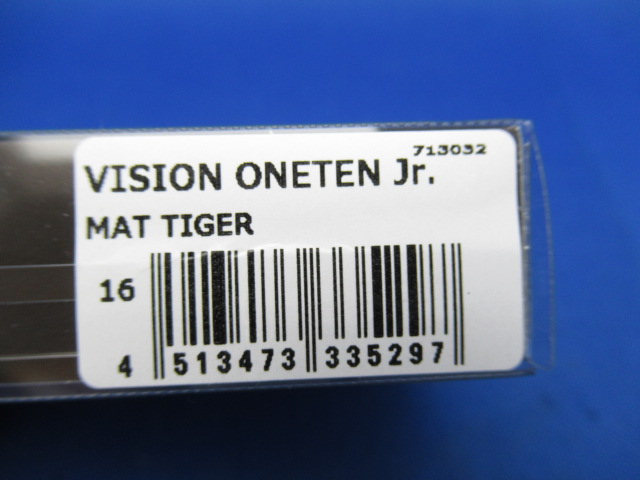 713032
VISION ONETEN Jr.
MAT TIGER
16
4 513473 335297